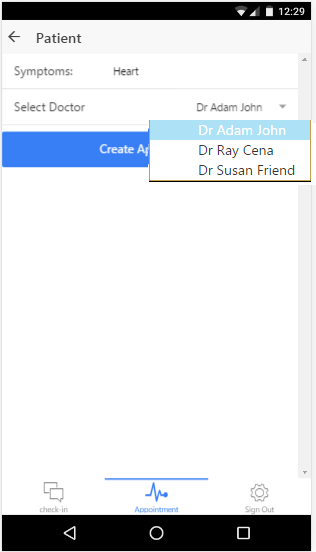 12:29
Patient
Symptoms: Heart
Select Doctor Dr Adam John
Dr Adam John
Create Ap
Dr Ray Cena
Dr Susan Friend
check-in Appointment Sign Out